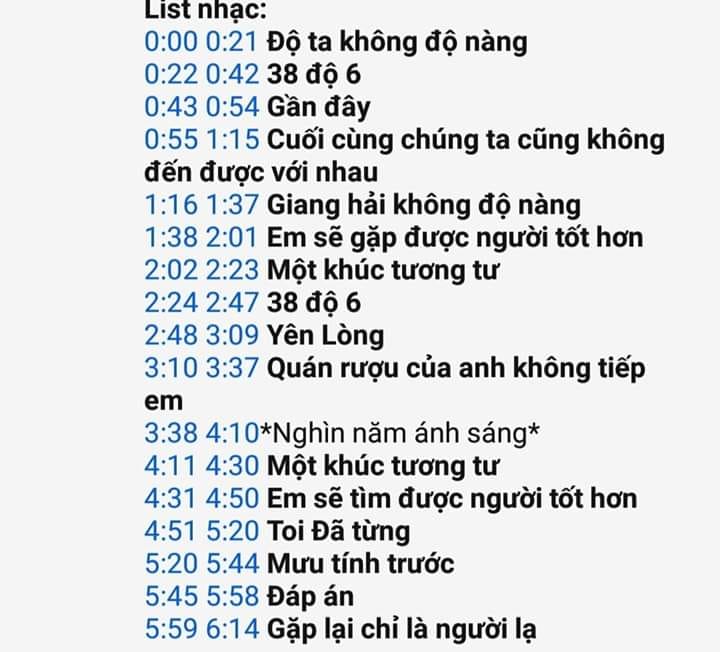 List nhạc:
0:00 0:21 Độ ta không độ nàng
0:22 0:42 38 độ 6
0:43 0:54 Gần đây
0:55 1:15 Cuối cùng chúng ta cũng không
đến được với nhau
1:16 1:37 Giang hải không độ nàng
1:38 2:01 Em sẽ gặp được người tốt hơn
2:02 2:23 Một khúc tương tư
2:24 2:47 38 độ 6
2:48 3:09 Yên Lòng
3:10 3:37 Quán rượu của anh không tiếp
em
3:38 4:10*Nghìn năm ánh sáng*
4:11 4:30 Một khúc tương tư
4:31 4:50 Em sẽ tìm được người tốt hơn
4:51 5:20 Toi Đã từng
5:20 5:44 Mưu tính trước
5:45 5:58 Đáp án
5:59 6:14 Gặp lại chỉ là người lạ